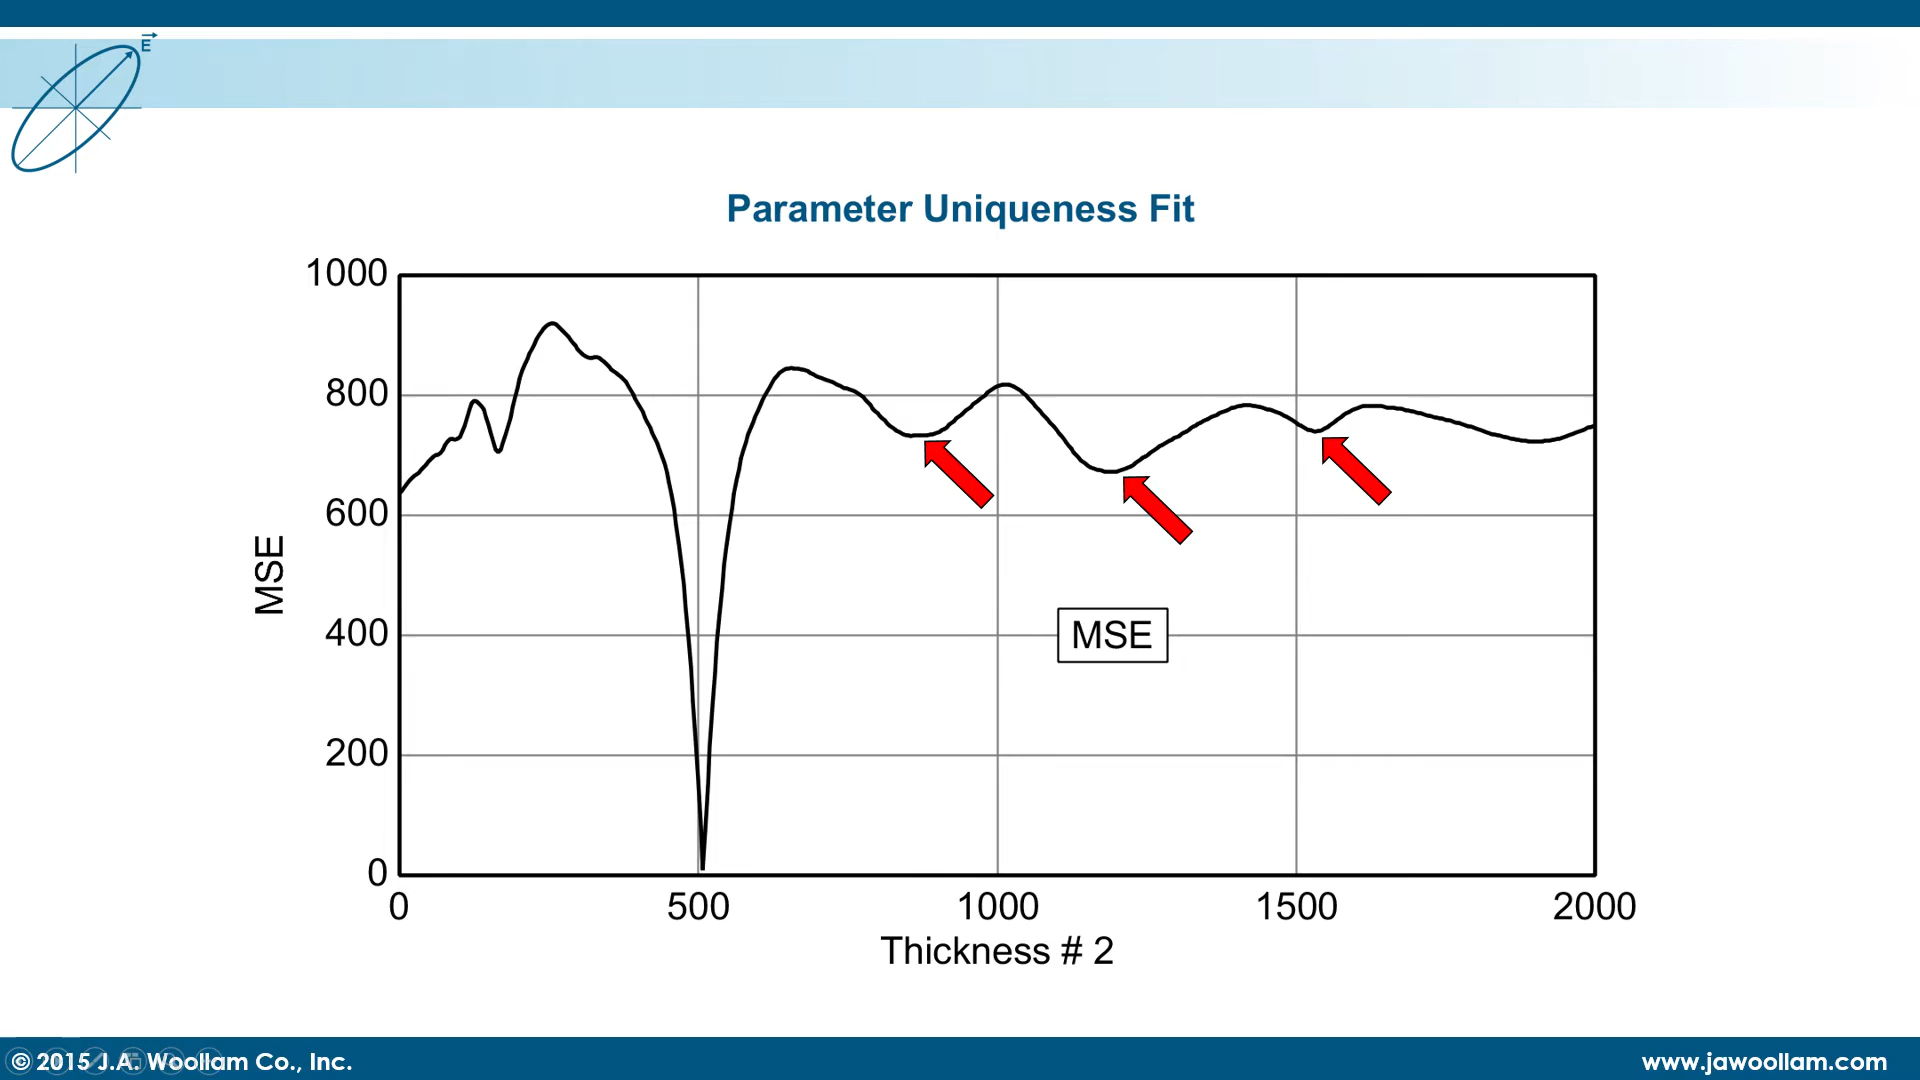 E
Parameter Uniqueness Fit
1000
800
600
400
200
0
MSE
MSE
0 500 1000 1500 2000
Thickness # 2
© 2015 J.A. Woollam Co., Inc.
www.jawoollam.com